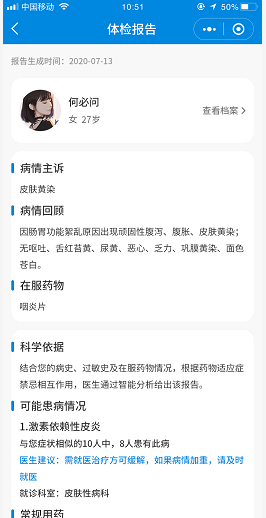 中国移动 10:51 50%
体检报告
报告生成时间：2020-07-13
何必问
女 27岁
查看档案
病情主诉
皮肤黄染
病情回顾
因肠胃功能絮乱原因出现顽固性腹泻、腹胀、皮肤黄染；
无呕吐、舌红苔黄、尿黄、恶心、乏力、巩膜黄染、面色
苍白。
在服药物
咽炎片
科学依据
结合您的病史、过敏史及在服药物情况，根据药物适应症
禁忌相互作用，医生通过智能分析给出该报告。
可能患病情况
1.激素依赖性皮炎
与您症状相似的10人中，8人患有此病
医生建议：需就医治疗方可缓解，如果病情加重，请及时
就医
就诊科室：皮肤性病科
常规用药